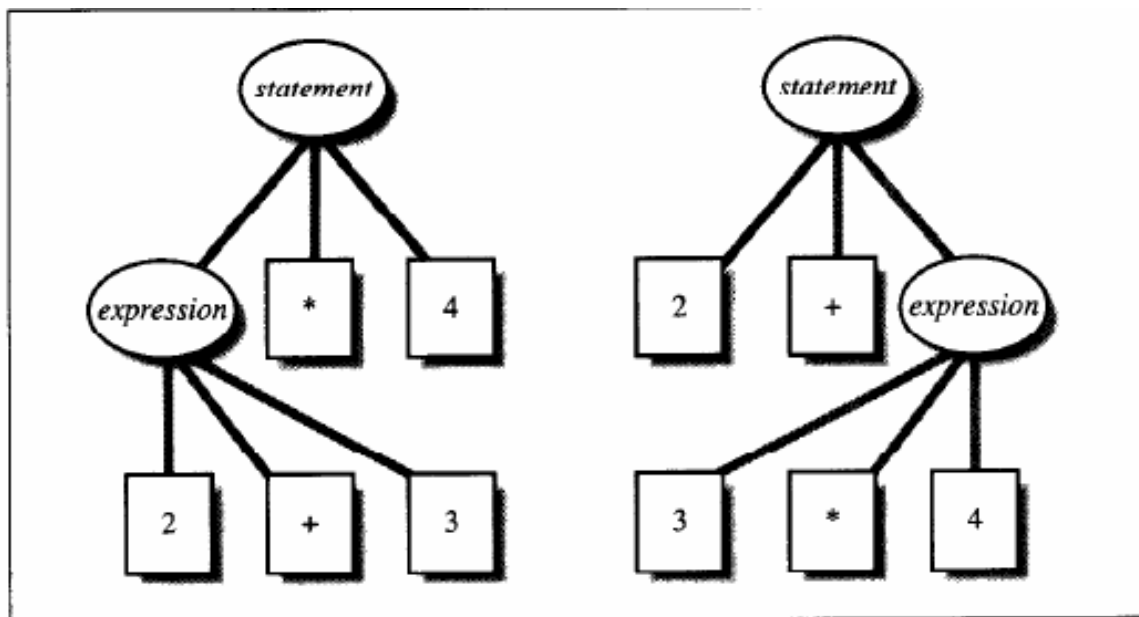 statement statement
expression * 4 2 + expression
2 + 3 3 * 4